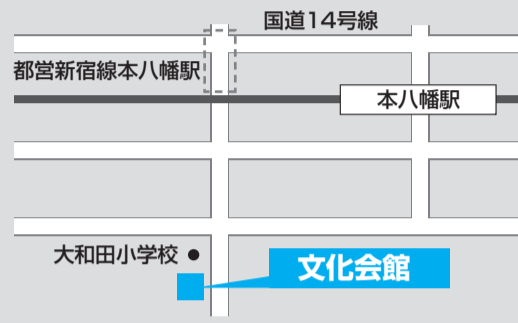 国道14号線
都営新宿線本八幡駅
本八幡駅
大和田小学校
文化会館